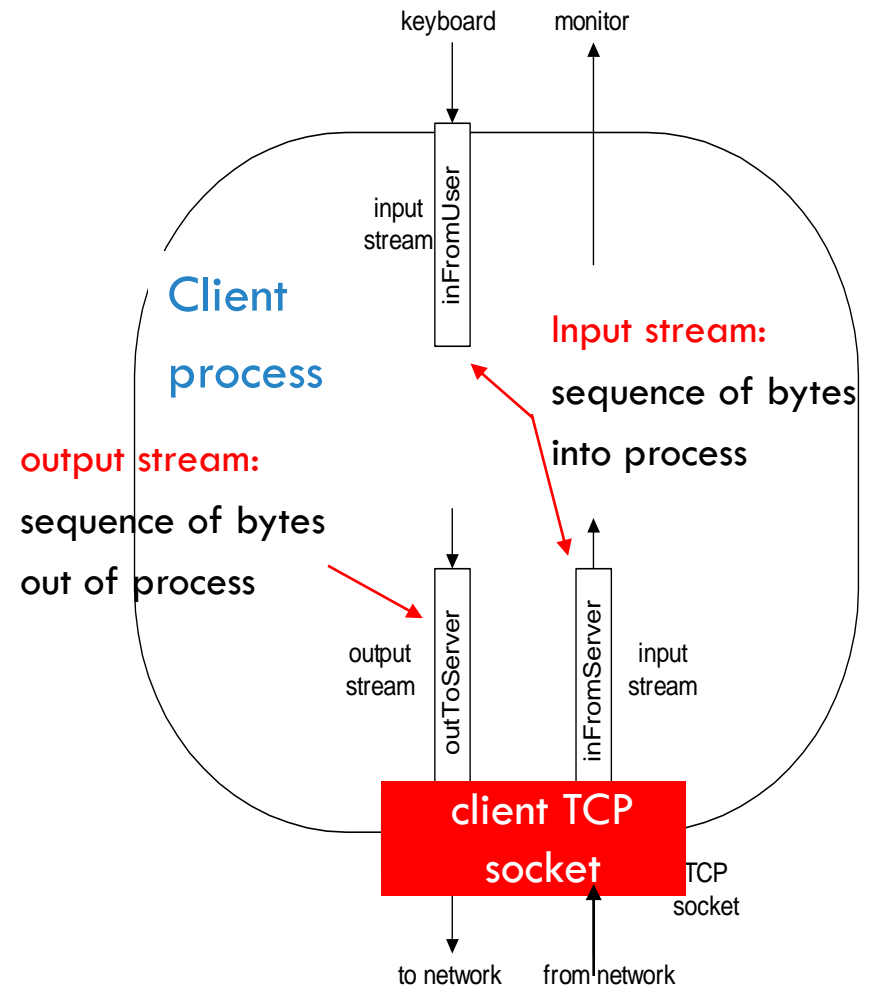 keyboard
monitor
input
stream
inFromUser
Client
process
Input stream:
sequence of bytes
into process
output stream:
sequence of bytes
out of process
output
stream
outToServer
inFromServer
input
stream
client TCP
socket
TCP
socket
to network
from network